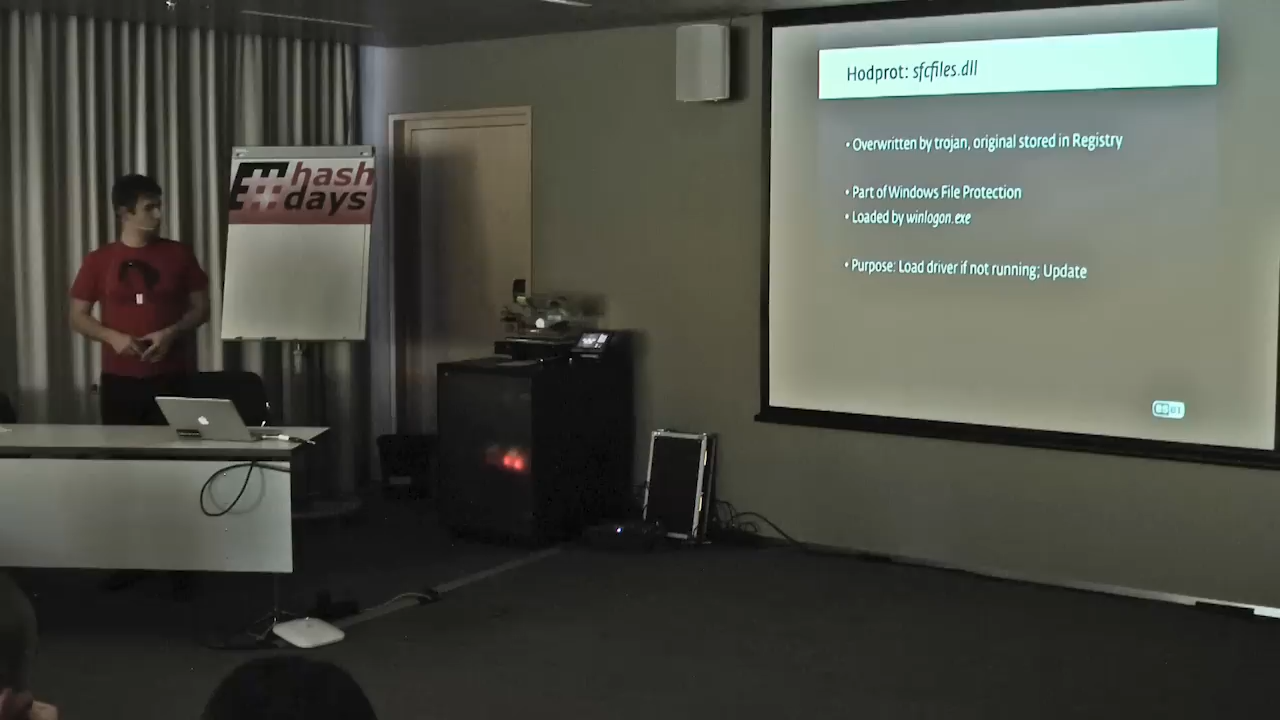 hash
days
Hodprot: sfcfiles.dll
• Overwritten by trojan, original stored in Registry
• Part of Windows File Protection
• Loaded by winlogon.exe
• Purpose: Load driver if not running; Update